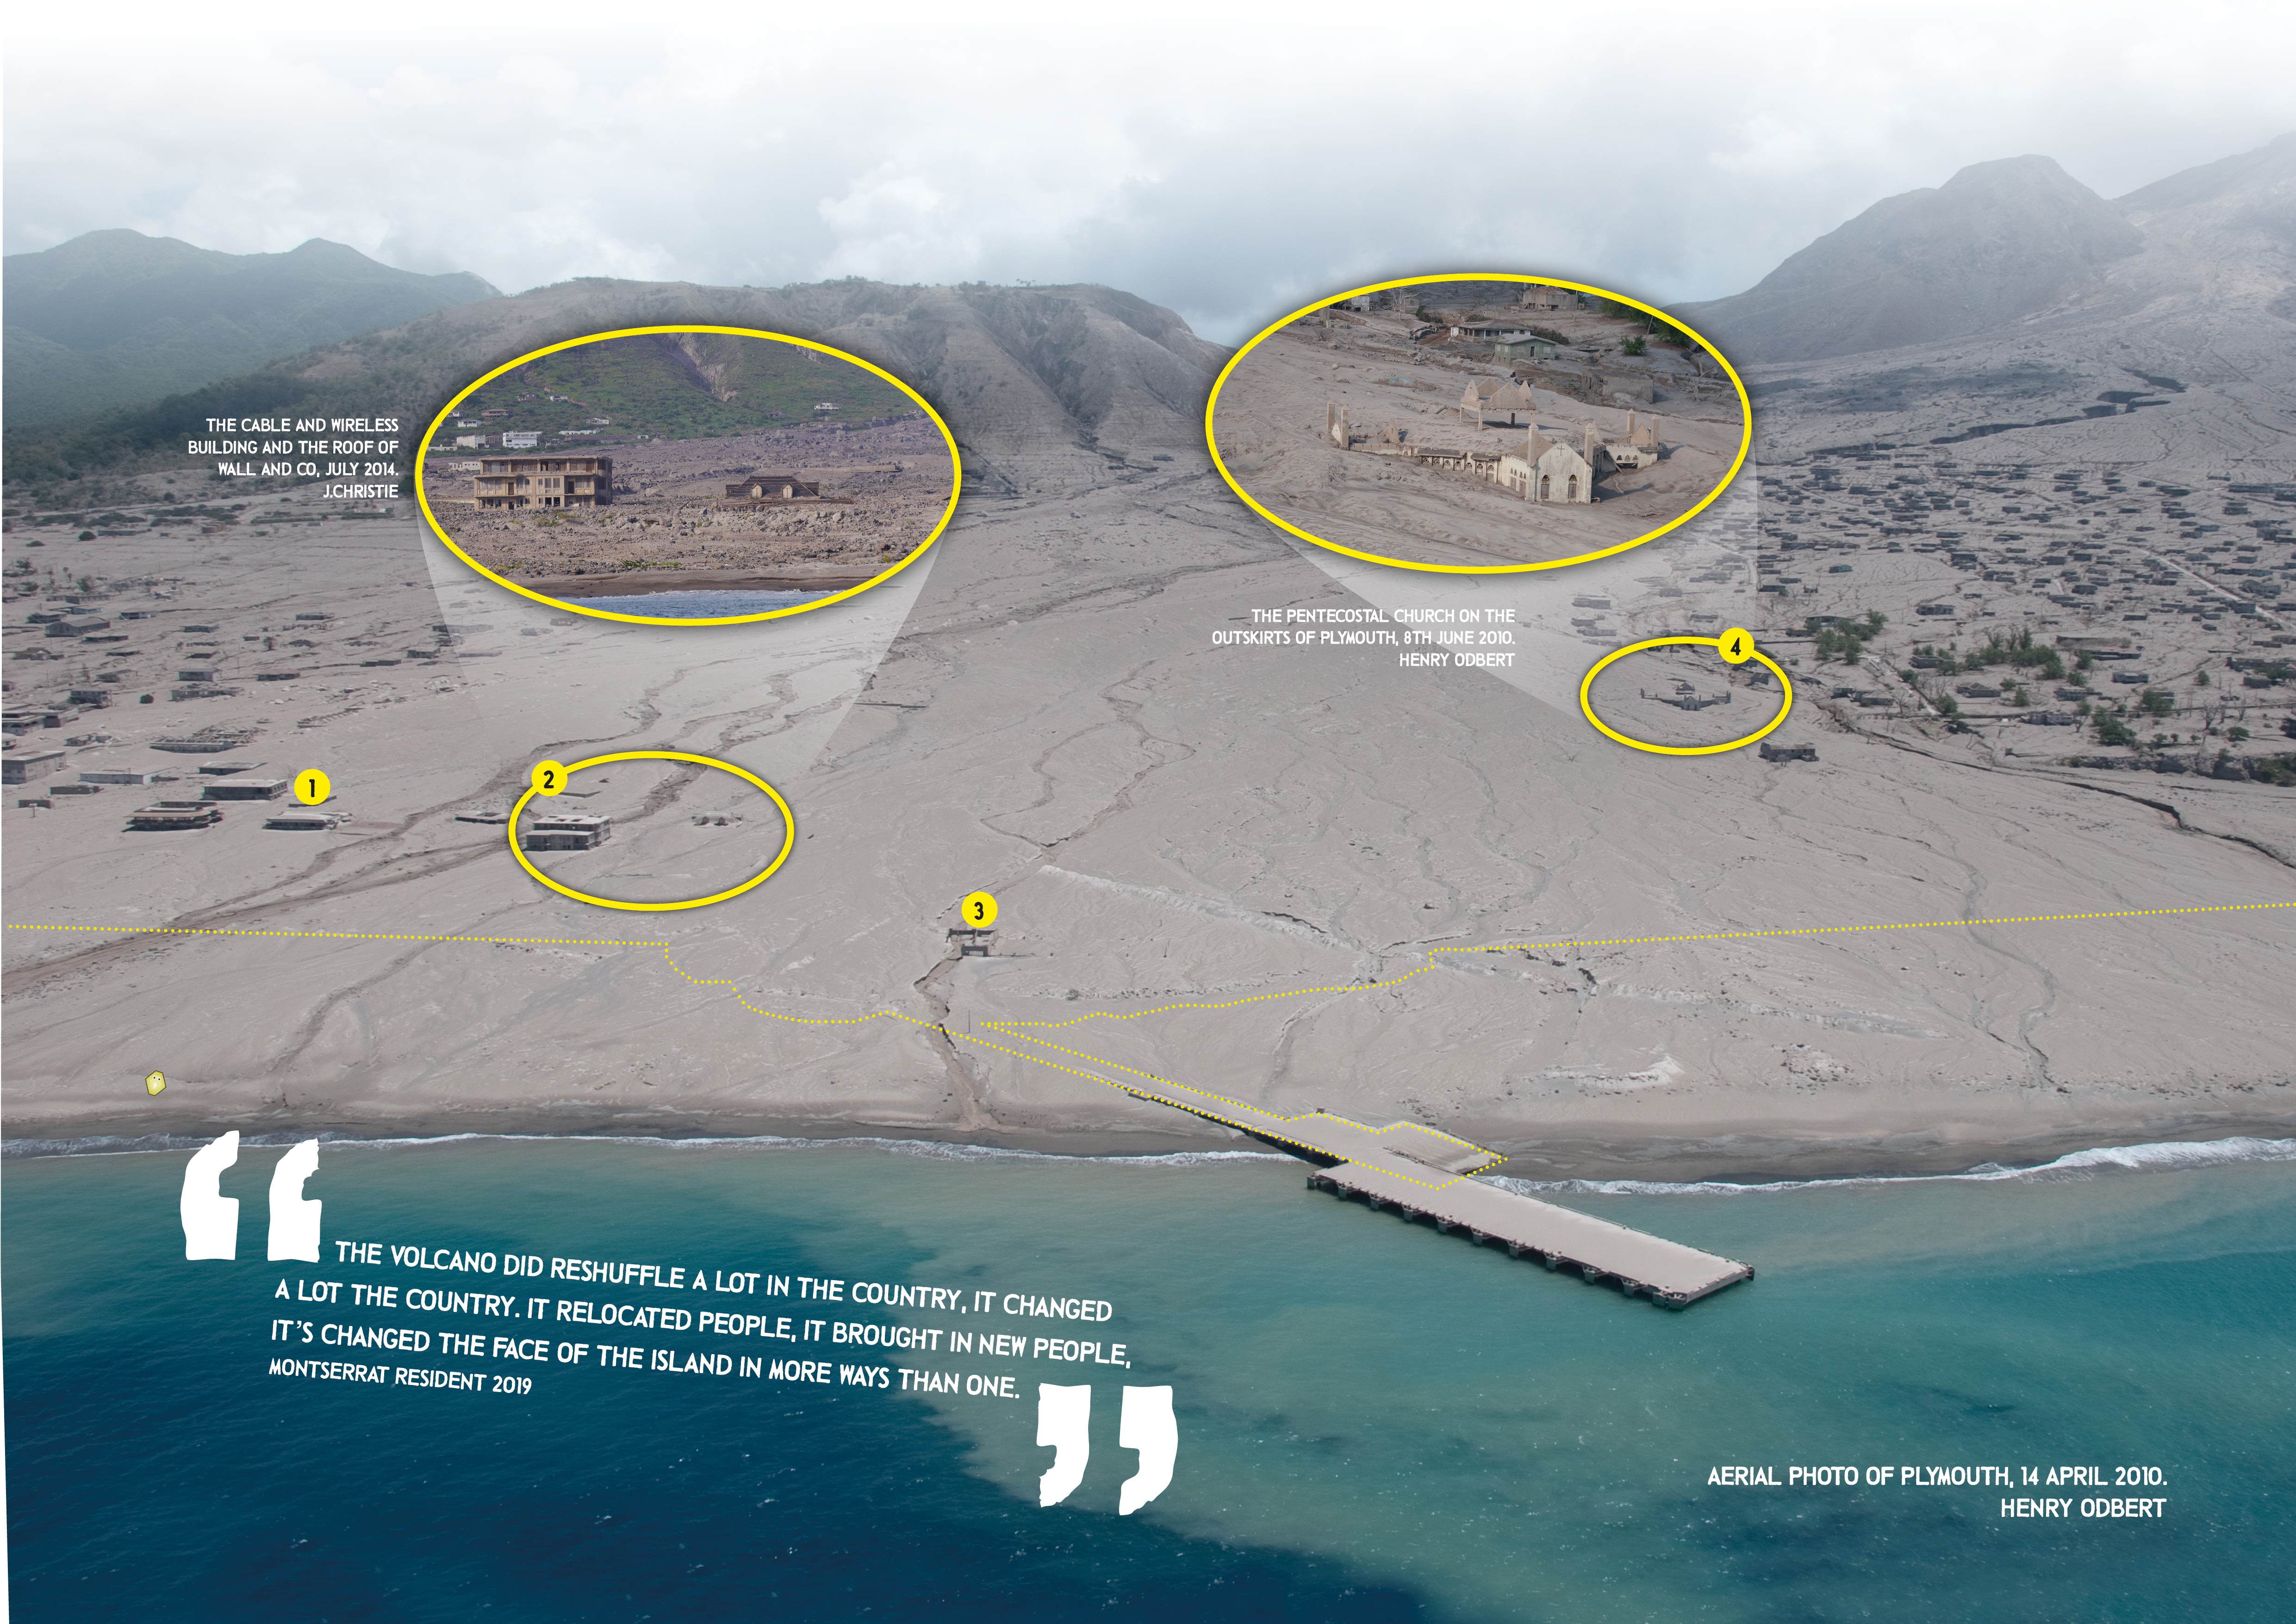 THE CABLE AND WIRELESS
BUILDING AND THE ROOF OF
WALL AND CO, JULY 2014.
J.CHRISTIE
THE PENTECOSTAL CHURCH ON THE
OUTSKIRTS OF PLYMOUTH, 8TH JUNE 2010.
HENRY ODBERT
4
1
2
3
THE VOLCANO DID RESHUFFLE A LOT IN THE COUNTRY, IT CHANGED
A LOT THE COUNTRY. IT RELOCATED PEOPLE, IT BROUGHT IN NEW PEOPLE,
IT'S CHANGED THE FACE OF THE ISLAND IN MORE WAYS THAN ONE.
MONTSERRAT RESIDENT 2019
AERIAL PHOTO OF PLYMOUTH, 14 APRIL 2010.
HENRY ODBERT